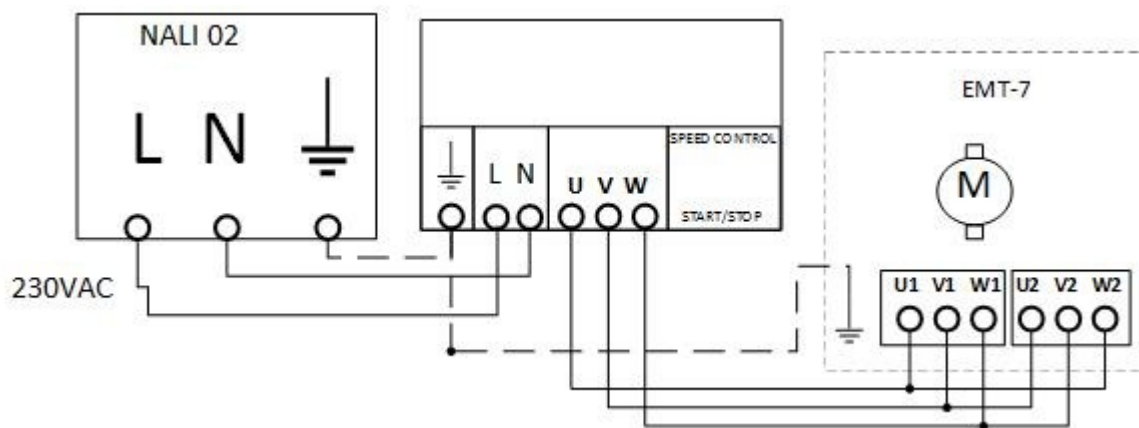 NALI 02
L N
230VAC
L N
U V W
SPEED CONTROL
START/STOP
EMT-7
M
U1 V1 W1 U2 V2 W2